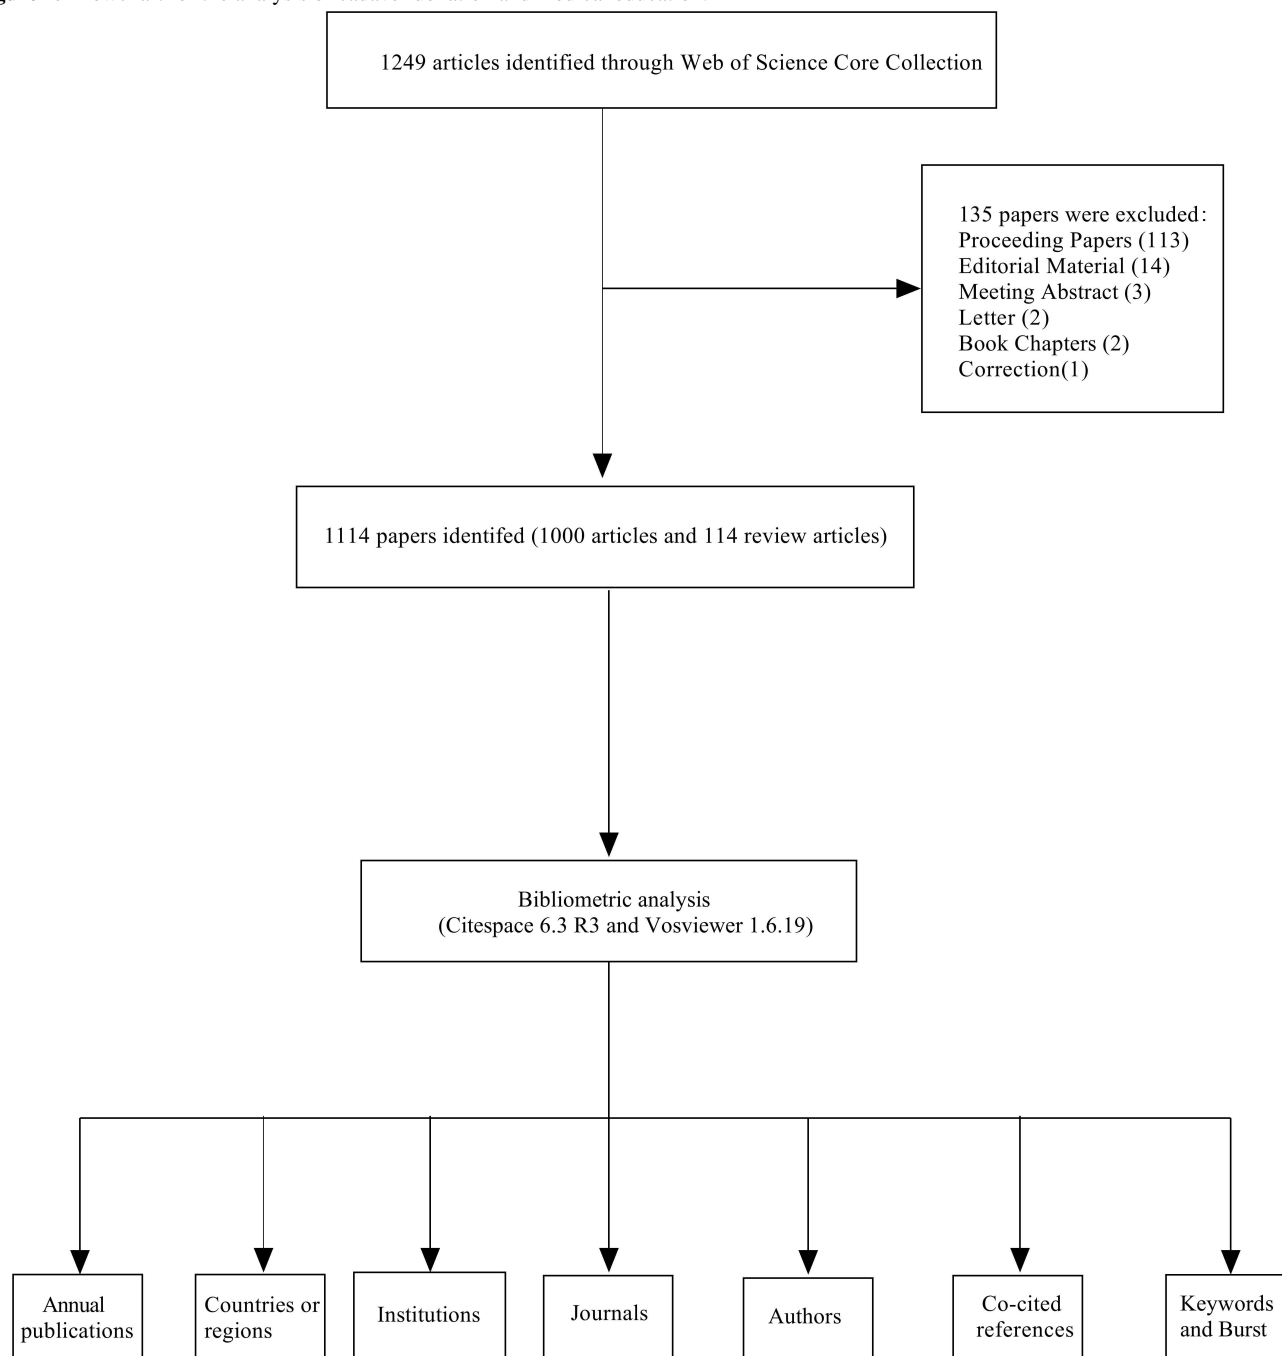 1249 articles identified through Web of Science Core Collection
135 papers were excluded:
Proceeding Papers (113)
Editorial Material (14)
Meeting Abstract (3)
Letter (2)
Book Chapters (2)
Correction(1)
1114 papers identifed (1000 articles and 114 review articles)
Bibliometric analysis
(Citespace 6.3 R3 and Vosviewer 1.6.19)
Annual
publications
Countries or
regions
Institutions
Journals
Authors
Co-cited
references
Keywords
and Burst